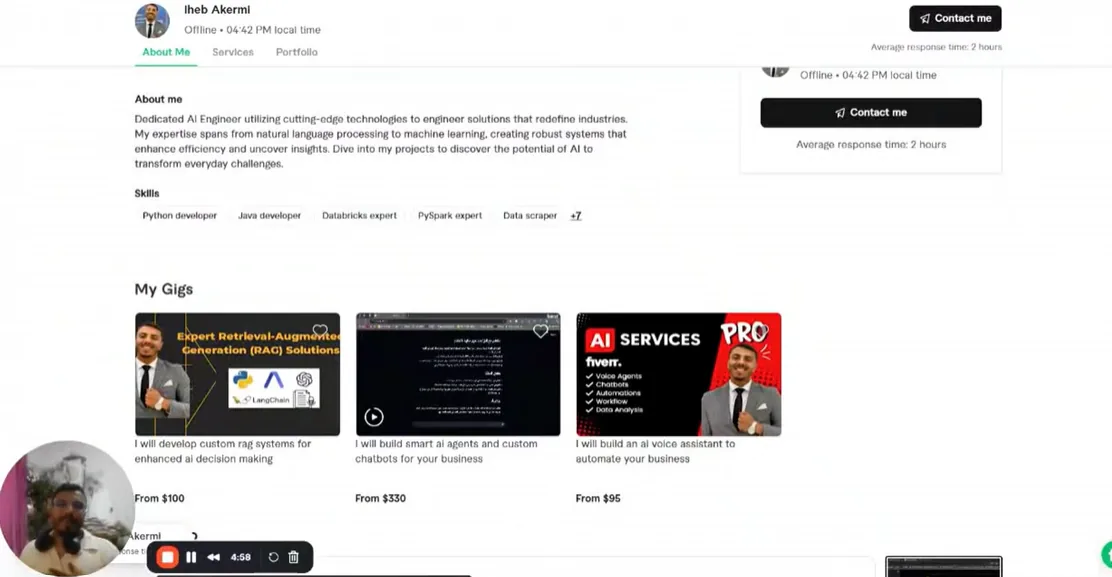 Iheb Akermi
Offline • 04:42 PM local time
Contact me
Average response time: 2 hours
About Me
Services
Portfolio
Offline • 04:42 PM local time
Contact me
Average response time: 2 hours
About me
Dedicated AI Engineer utilizing cutting-edge technologies to engineer solutions that redefine industries.
My expertise spans from natural language processing to machine learning, creating robust systems that
enhance efficiency and uncover insights. Dive into my projects to discover the potential of AI to
transform everyday challenges.
Skills
Python developer
Java developer
Databricks expert
PySpark expert
Data scraper
+7
My Gigs
Expert Retrieval-Augmented
Generation (RAG) Solutions
LangChain
AI SERVICES
PRO
fiverr.
Voice Agents
Chatbots
Automations
Workflow
Data Analysis
I will develop custom rag systems for
enhanced ai decision making
I will build smart ai agents and custom
chatbots for your business
I will build an ai voice assistant to
automate your business
From $100
From $330
From $95
Akermi
4:58